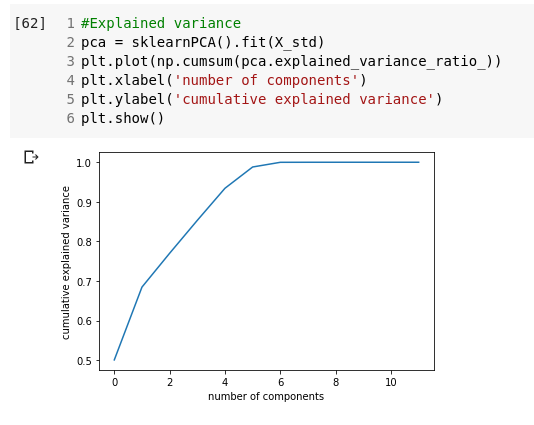 [62] 1 #Explained variance
2 pca = sklearnPCA().fit(X_std)
3 plt.plot(np.cumsum(pca.explained_variance_ratio_))
4 plt.xlabel('number of components')
5 plt.ylabel('cumulative explained variance')
6 plt.show()
cumulative explained variance
1.0
0.9
0.8
0.7
0.6
0.5
0 2 4 6 8 10
number of components